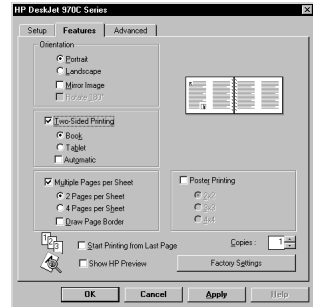 HP DeskJet 970C Series
Setup Features Advanced
Orientation
Portrait
Landscape
Mirror Image
Rotate 180°
Two-Sided Printing
Book
Tablet
Automatic
Multiple Pages per Sheet
2 Pages per Sheet
4 Pages per Sheet
Draw Page Border
Poster Printing
2x2
3x3
4x4
Start Printing from Last Page
Copies : 1
Show HP Preview
Factory Settings
OK Cancel Apply Help